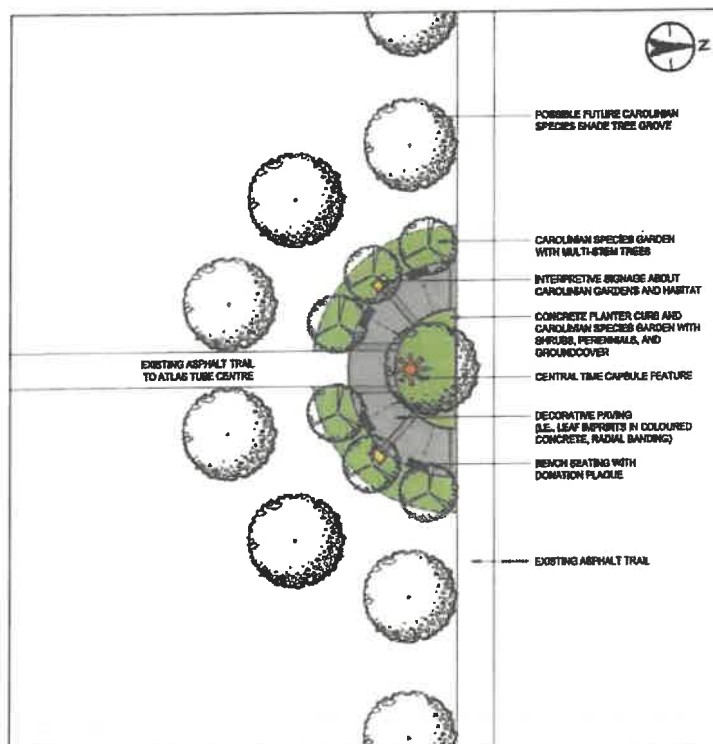 N
POSSIBLE FUTURE CAROLINIAN
SPECIES SHADE TREE GROVE
CAROLINIAN SPECIES GARDEN
WITH MULTI-STEM TREES
INTERPRETIVE SIGNAGE ABOUT
CAROLINIAN GARDENS AND HABITAT
CONCRETE PLANTER CURB AND
CAROLINIAN SPECIES GARDEN WITH
SHRUBS, PERENNIALS, AND
GROUNDCOVER
EXISTING ASPHALT TRAIL
TO ATLAS TUBE CENTRE
CENTRAL TIME CAPSULE FEATURE
DECORATIVE PAVING
(I.E., LEAF IMPRINTS IN COLOURED
CONCRETE, RADIAL BANDING)
BENCH SEATING WITH
DONATION PLAQUE
EXISTING ASPHALT TRAIL